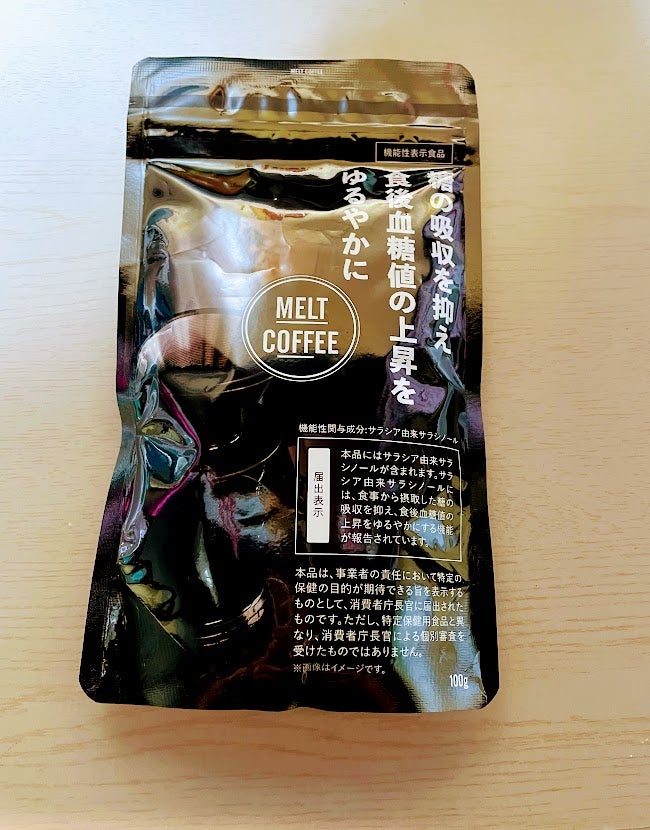 MELT COFFEE
機能性表示食品
糖の吸収を抑え
食後血糖値の上昇を
ゆるやかに
MELT
COFFEE
機能性関与成分:サラシア由来サラシノール
届出表示
本品にはサラシア由来サラ
シノールが含まれます。サラ
シア由来サラシノールに
は、食事から摂取した糖の
吸収を抑え、食後血糖値の
上昇をゆるやかにする機能
が報告されています。
本品は、事業者の責任において特定の
保健の目的が期待できる旨を表示する
ものとして、消費者庁長官に届出された
ものです。ただし、特定保健用食品と異
なり、消費者庁長官による個別審査を
受けたものではありません。
※画像はイメージです。
100g